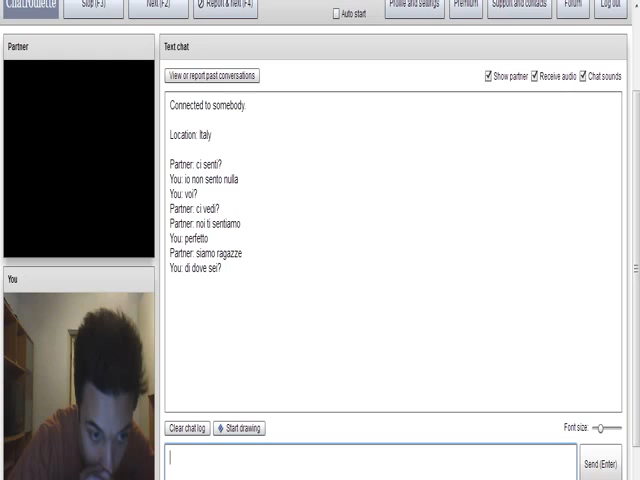 Chatroulette
Stop (F3)
Next (F2)
Report & next (F4)
Auto start
Profile and settings
Premium
Support and contacts
Forum
Log out
Partner
Text chat
View or report past conversations
Show partner
Receive audio
Chat sounds
Connected to somebody.
Location: Italy
Partner: ci senti?
You: io non sento nulla
You: voi?
Partner: ci vedi?
Partner: noi ti sentiamo
You: perfetto
Partner: siamo ragazze
You: di dove sei?
You
Clear chat log
Start drawing
Font size:
Send (Enter)